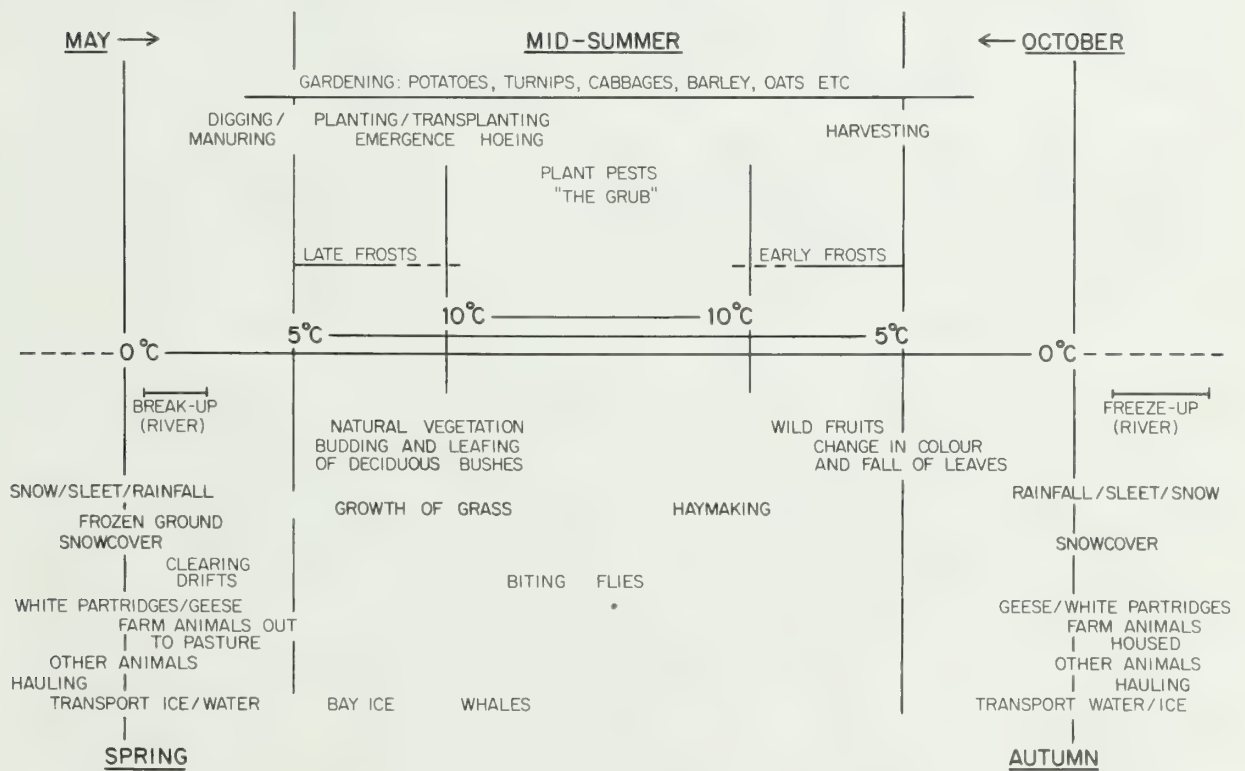 MAY → MID-SUMMER ← OCTOBER
GARDENING: POTATOES, TURNIPS, CABBAGES, BARLEY, OATS ETC
DIGGING/
MANURING
PLANTING/TRANSPLANTING
EMERGENCE HOEING
HARVESTING
PLANT PESTS
"THE GRUB"
LATE FROSTS
EARLY FROSTS
10°C 10°C
5°C 5°C
0°C 0°C
BREAK-UP
(RIVER)
FREEZE-UP
(RIVER)
NATURAL VEGETATION
BUDDING AND LEAFING
OF DECIDUOUS BUSHES
WILD FRUITS
CHANGE IN COLOUR
AND FALL OF LEAVES
SNOW/SLEET/RAINFALL
RAINFALL/SLEET/SNOW
FROZEN GROUND
GROWTH OF GRASS
HAYMAKING
SNOWCOVER
SNOWCOVER
CLEARING
DRIFTS
BITING FLIES
WHITE PARTRIDGES/GEESE
GEESE/WHITE PARTRIDGES
FARM ANIMALS OUT
TO PASTURE
FARM ANIMALS
HOUSED
OTHER ANIMALS
OTHER ANIMALS
HAULING
HAULING
TRANSPORT ICE/WATER
BAY ICE
WHALES
TRANSPORT WATER/ICE
SPRING
AUTUMN